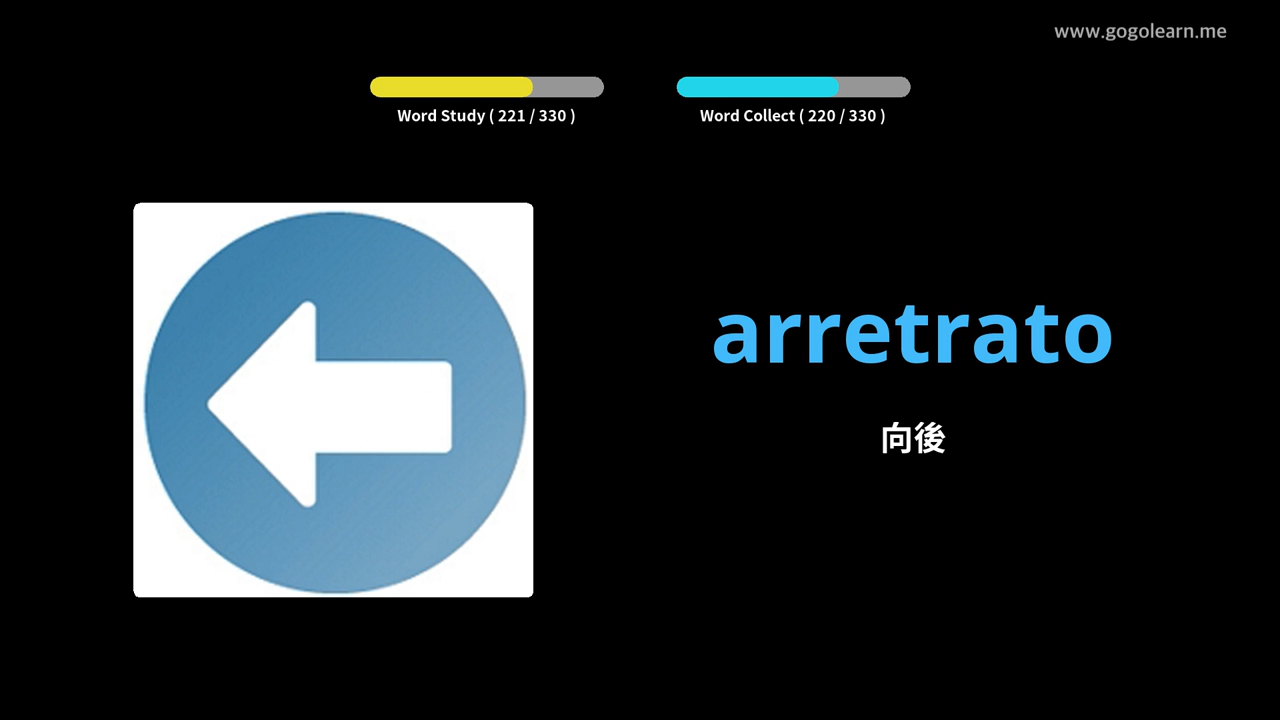 www.gogolearn.me
Word Study ( 221 / 330 )
Word Collect ( 220 / 330 )
arretrato
向後